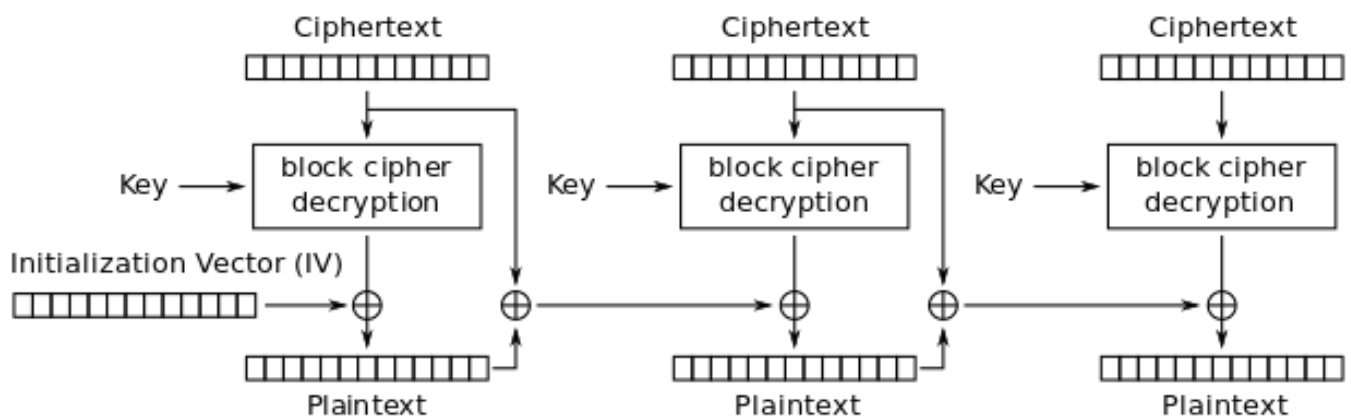 Ciphertext
Ciphertext
Ciphertext
Key
block cipher
decryption
Key
block cipher
decryption
Key
block cipher
decryption
Initialization Vector (IV)
Plaintext
Plaintext
Plaintext